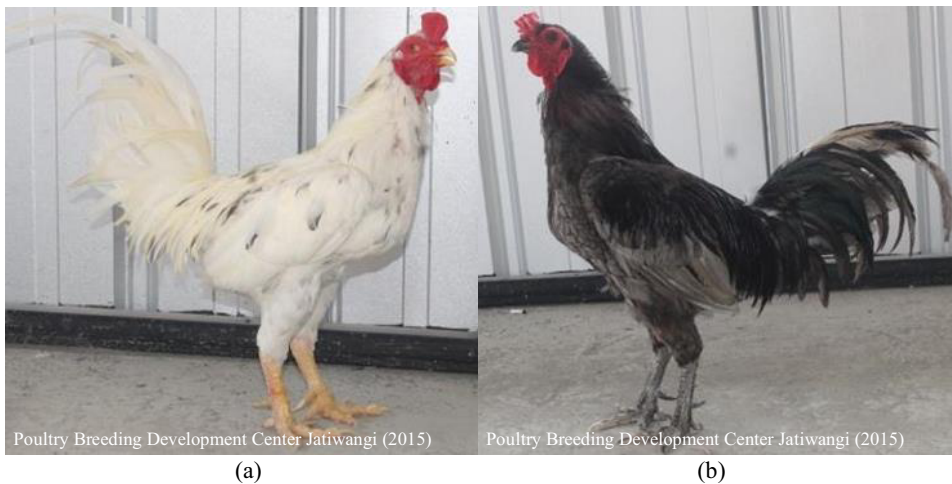 Poultry Breeding Development Center Jatiwangi (2015)
Poultry Breeding Development Center Jatiwangi (2015)
(a)
(b)